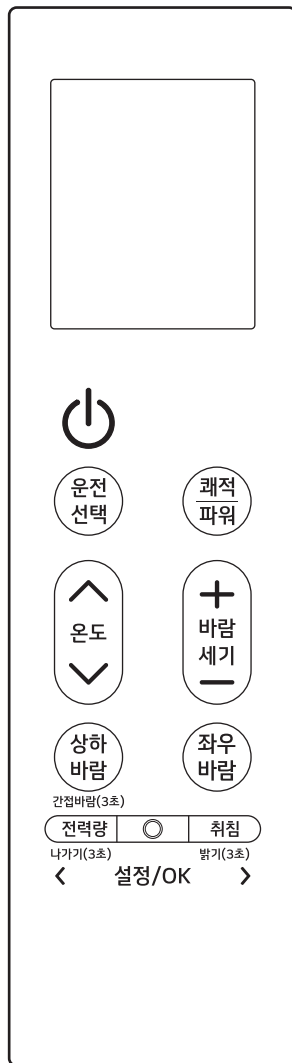 운전
선택
쾌적
파워
온도
바람
세기
상하
바람
좌우
바람
간접바람(3초)
전력량
취침
나가기(3초)
밝기(3초)
< 설정/OK >